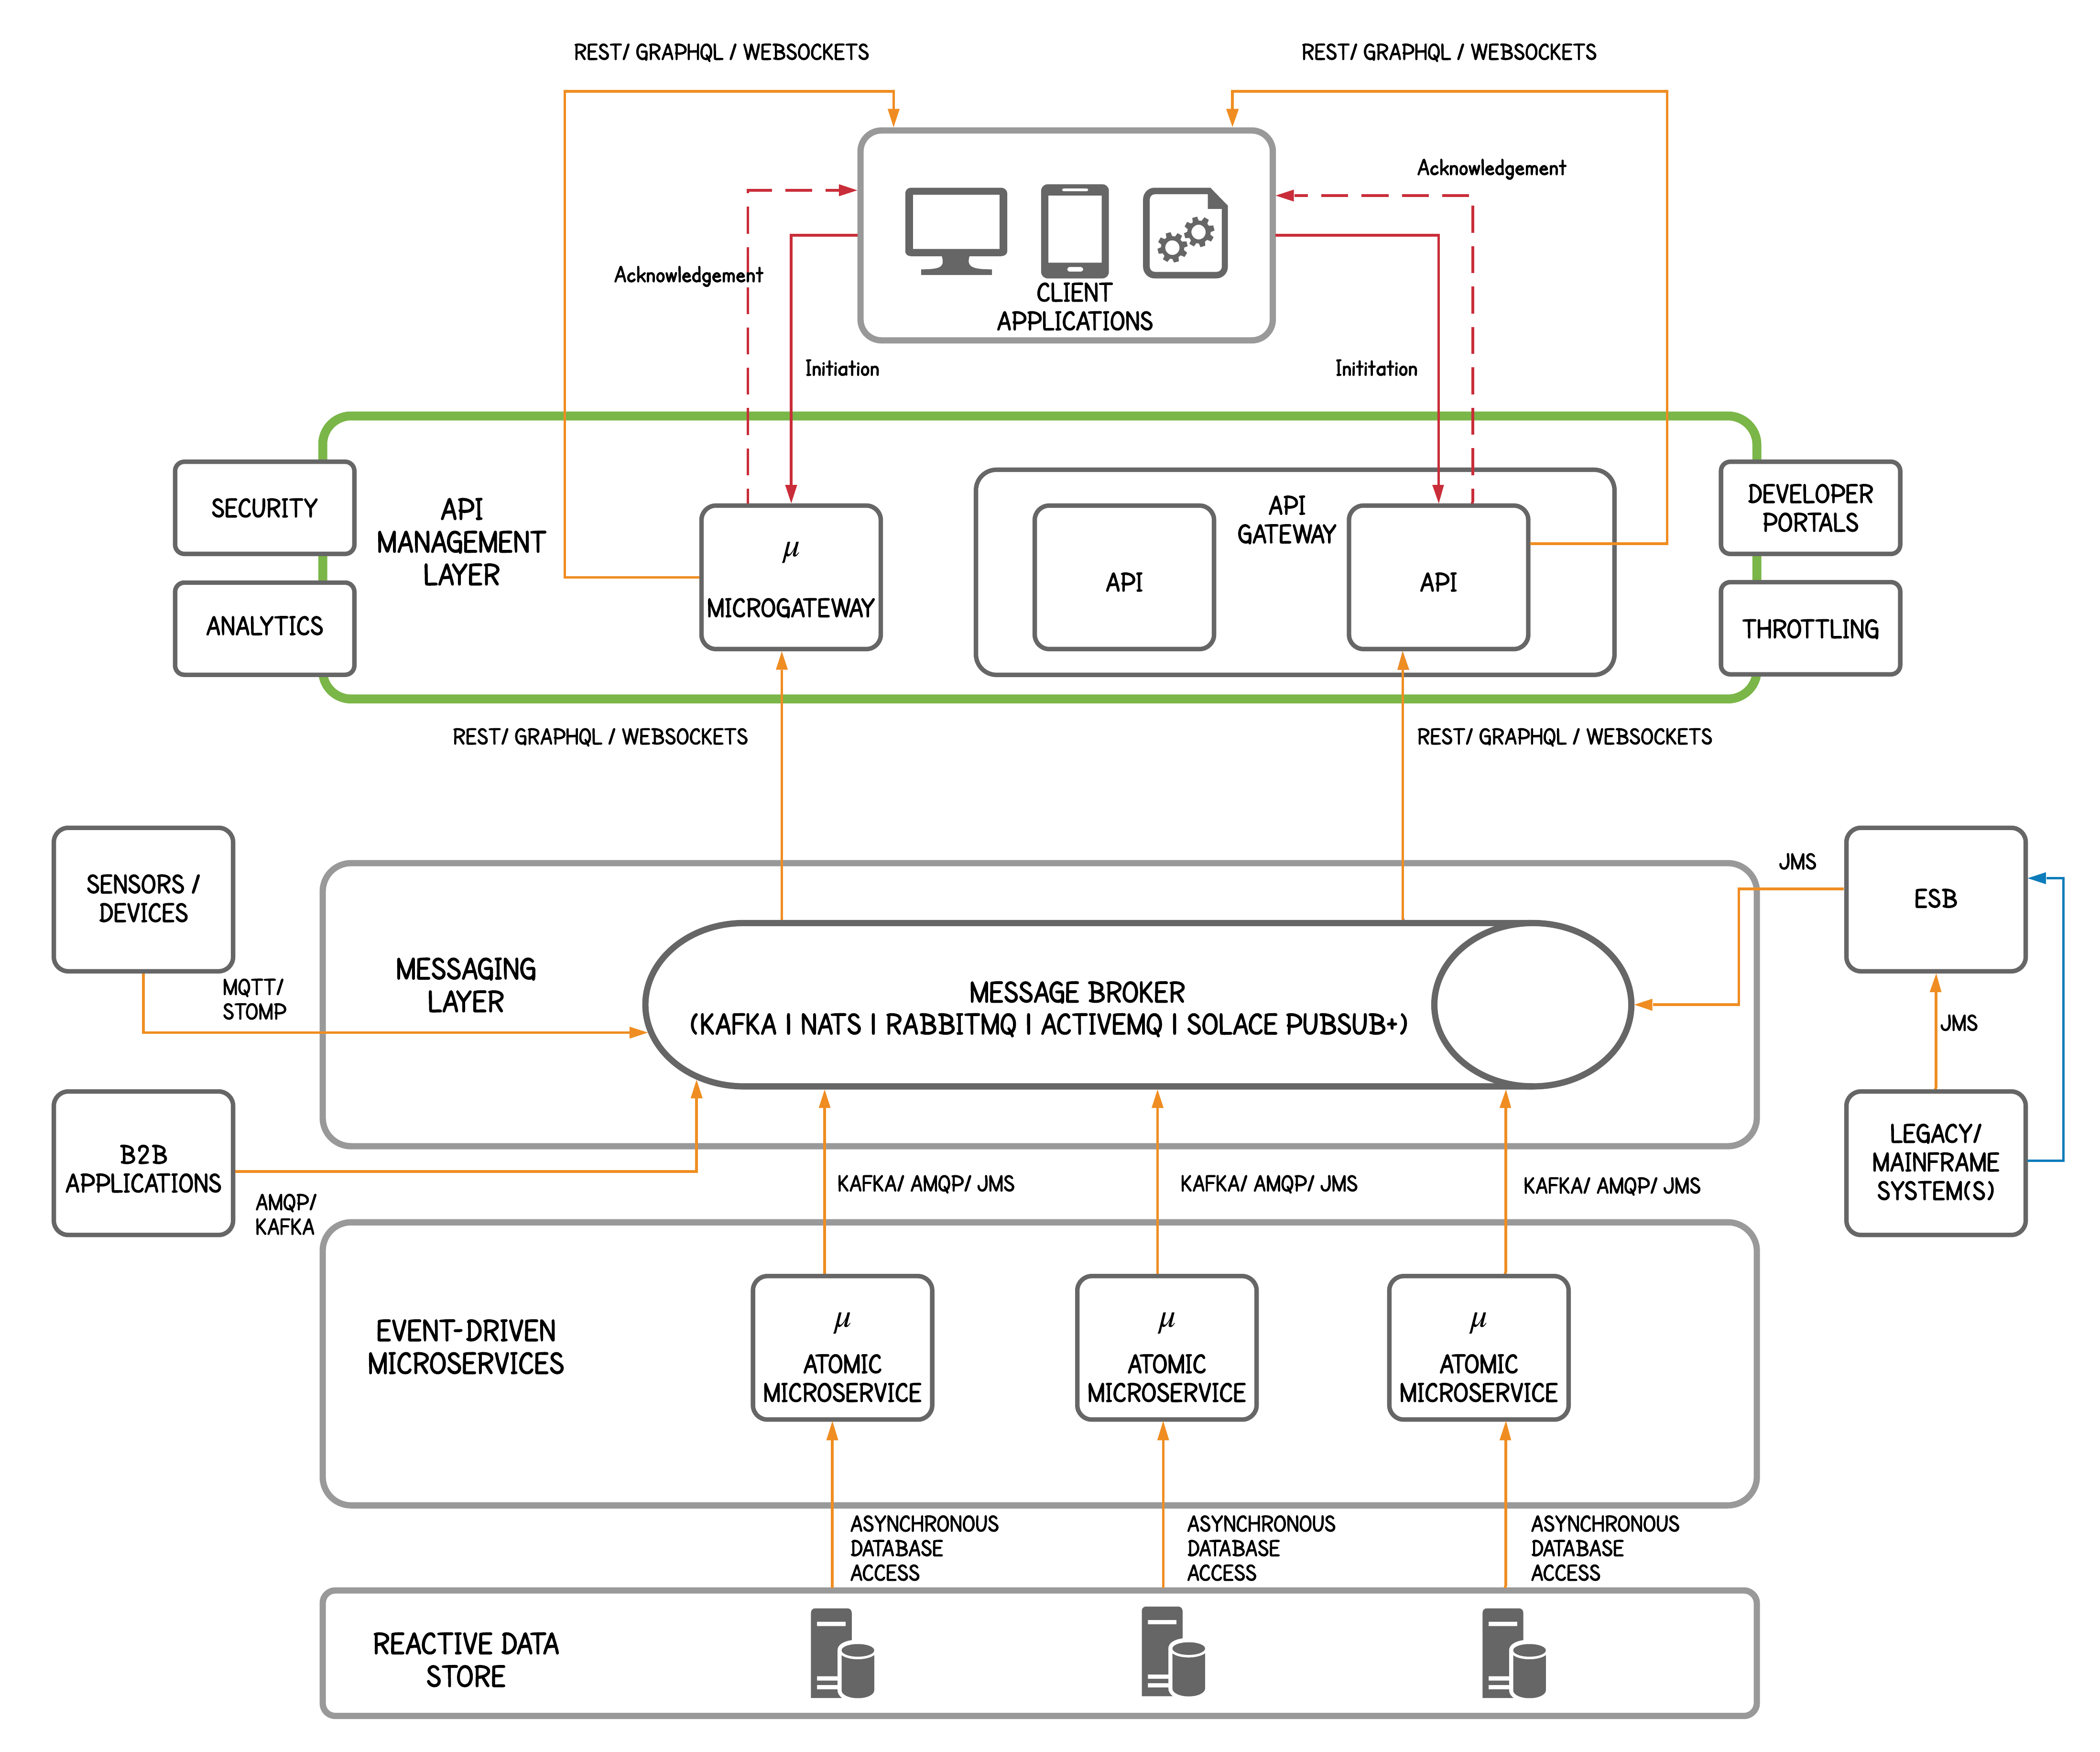 REST/ GRAPHQL / WEBSOCKETS
REST/ GRAPHQL / WEBSOCKETS
Acknowledgement
Acknowledgement
CLIENT
APPLICATIONS
Initiation
Inititation
SECURITY
ANALYTICS
API
MANAGEMENT
LAYER
μ
MICROGATEWAY
API
GATEWAY
API
API
DEVELOPER
PORTALS
THROTTLING
REST/ GRAPHQL / WEBSOCKETS
REST/ GRAPHQL / WEBSOCKETS
SENSORS /
DEVICES
MQTT/
STOMP
MESSAGING
LAYER
MESSAGE BROKER
(KAFKA | NATS | RABBITMQ | ACTIVEMQ | SOLACE PUBSUB+)
JMS
ESB
JMS
LEGACY/
MAINFRAME
SYSTEM(S)
B2B
APPLICATIONS
AMQP/
KAFKA
KAFKA/ AMQP/ JMS
KAFKA/ AMQP/ JMS
KAFKA/ AMQP/ JMS
EVENT-DRIVEN
MICROSERVICES
μ
ATOMIC
MICROSERVICE
μ
ATOMIC
MICROSERVICE
μ
ATOMIC
MICROSERVICE
ASYNCHRONOUS
DATABASE
ACCESS
ASYNCHRONOUS
DATABASE
ACCESS
ASYNCHRONOUS
DATABASE
ACCESS
REACTIVE DATA
STORE